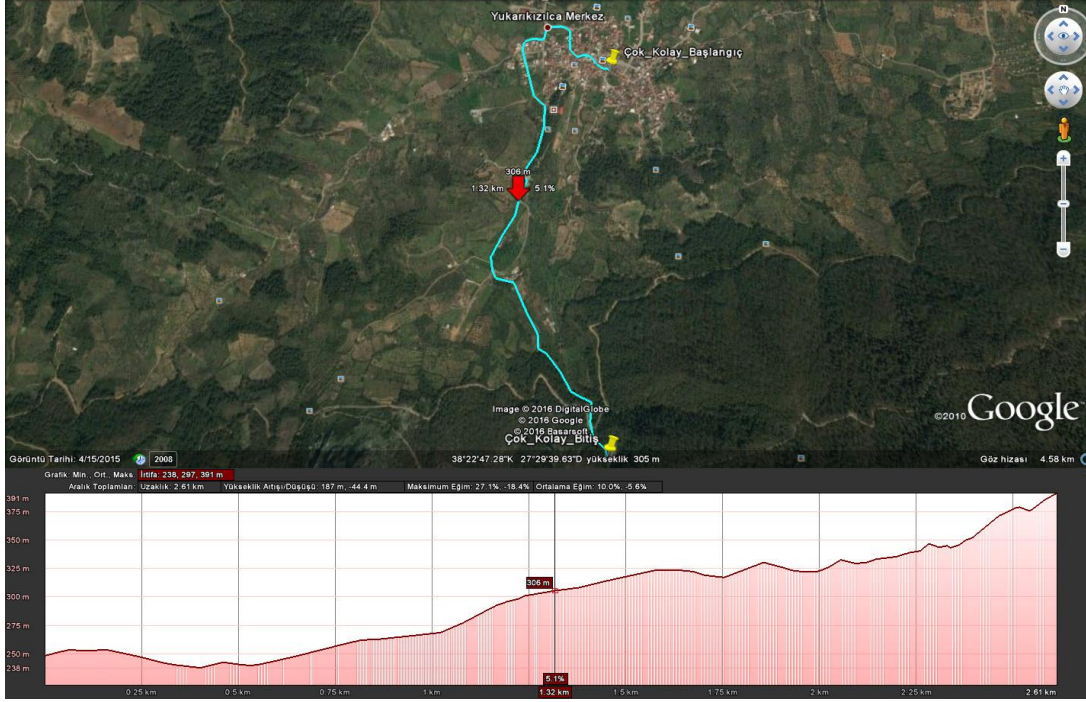 Yukarıkızılca Merkez
Çok_Kolay_Başlangıç
N
306 m
1.32 km 5.1%
Image © 2016 DigitalGlobe
© 2016 Google
© 2016 Basarsoft
©2010 Google
Çok_Kolay_Bitiş
Görüntü Tarihi: 4/15/2015 2008 38°22'47.28"K 27°29'39.63"D yükseklik 305 m Göz hizası 4.58 km
Grafik: Min., Ort., Maks. İrtifa: 238, 297, 391 m
Aralık Toplamları: Uzaklık: 2.61 km Yükseklik Artışı/Düşüşü: 187 m, -44.4 m Maksimum Eğim: 27.1%, -18.4% Ortalama Eğim: 10.0%, -5.6%
391 m
375 m
350 m
325 m
300 m
275 m
250 m
238 m
306 m
5.1%
0.25 km 0.5 km 0.75 km 1 km 1.32 km 1.5 km 1.75 km 2 km 2.25 km 2.61 km